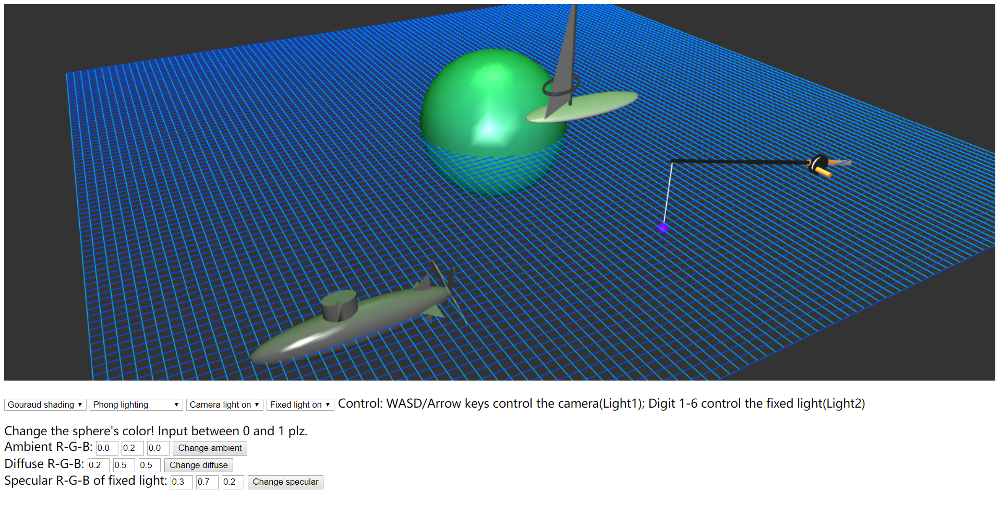 Gouraud shading Phong lighting Camera light on Fixed light on Control: WASD/Arrow keys control the camera(Light1); Digit 1-6 control the fixed light(Light2)
Change the sphere's color! Input between 0 and 1 plz.
Ambient R-G-B: 0.0 0.2 0.0 Change ambient
Diffuse R-G-B: 0.2 0.5 0.5 Change diffuse
Specular R-G-B of fixed light: 0.3 0.7 0.2 Change specular